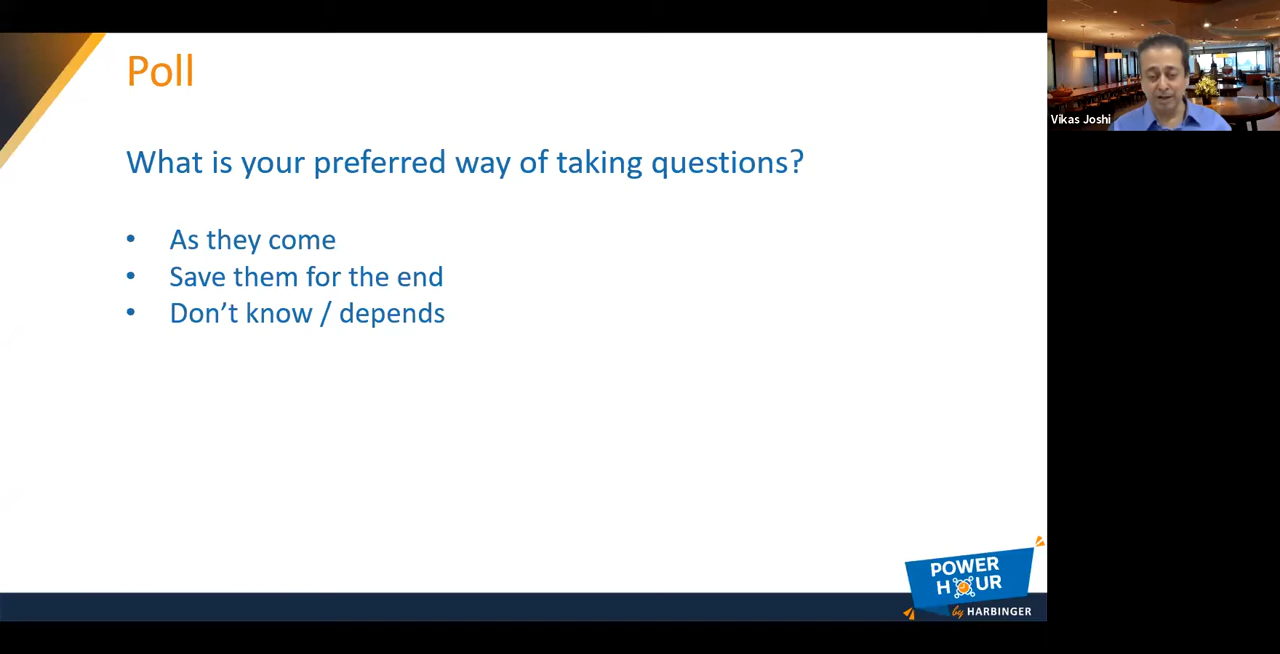 Poll
What is your preferred way of taking questions?
• As they come
• Save them for the end
• Don’t know / depends
Vikas Joshi
POWER
HOUR
by HARBINGER